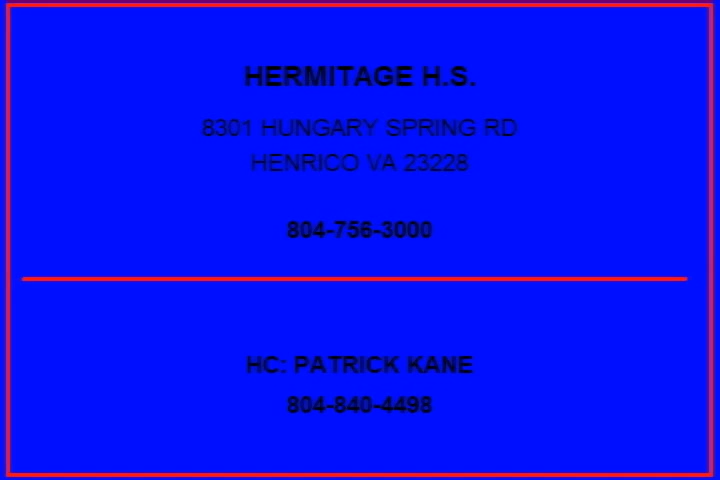 HERMITAGE H.S.
8301 HUNGARY SPRING RD
HENRICO VA 23228
804-756-3000
HC: PATRICK KANE
804-840-4498